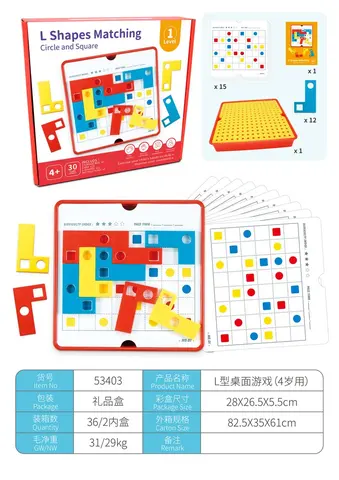 L Shapes Matching
Circle and Square
1
LEVEL
4+
30
x 15
x 1
x 12
x 1
货号
Item No.
53403
产品名称
Product Name
L型桌面游戏(4岁用)
包装
Package
礼品盒
彩盒尺寸
Package Size
28X26.5X5.5cm
装箱数
Quantity
36/2内盒
外箱规格
Carton Size
82.5X35X61cm
毛净重
GW/NW
31/29kg
备注
Remark